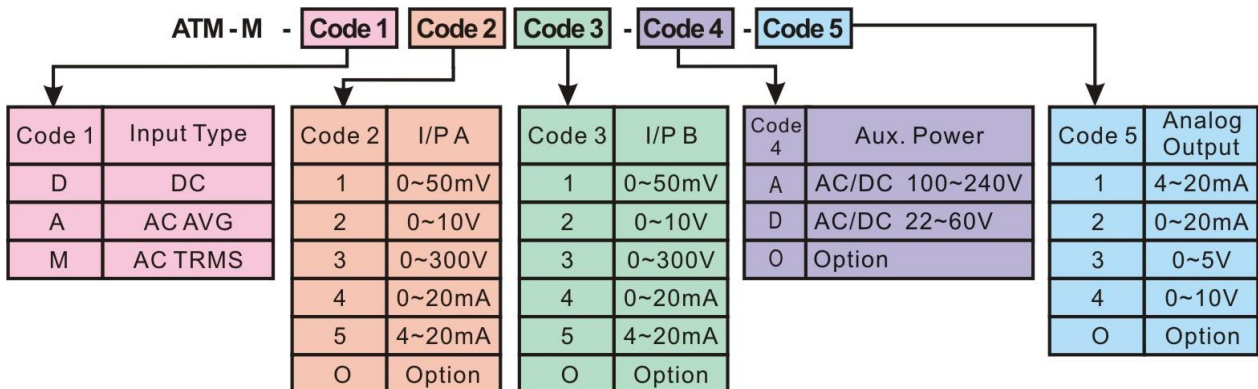 ATM - M - Code 1 Code 2 Code 3 - Code 4 - Code 5
Code 1 Input Type
D DC
A AC AVG
M AC TRMS
Code 2 I/P A
1 0~50mV
2 0~10V
3 0~300V
4 0~20mA
5 4~20mA
O Option
Code 3 I/P B
1 0~50mV
2 0~10V
3 0~300V
4 0~20mA
5 4~20mA
O Option
Code 4 Aux. Power
A AC/DC 100~240V
D AC/DC 22~60V
O Option
Code 5 Analog Output
1 4~20mA
2 0~20mA
3 0~5V
4 0~10V
O Option